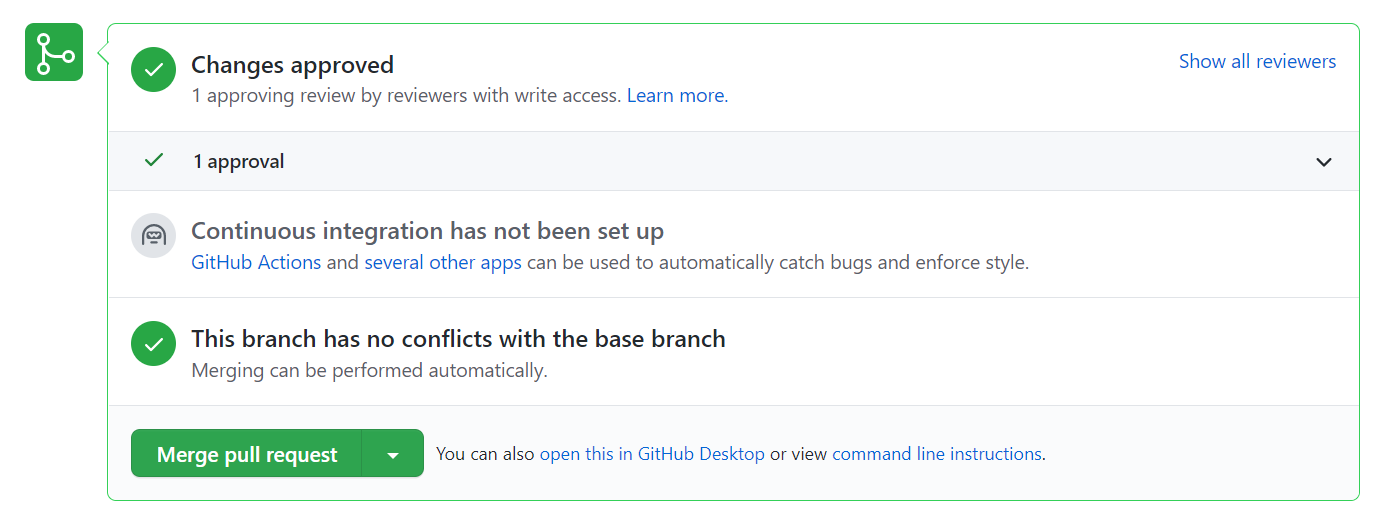 Changes approved
Show all reviewers
1 approving review by reviewers with write access. Learn more.
1 approval
Continuous integration has not been set up
GitHub Actions and several other apps can be used to automatically catch bugs and enforce style.
This branch has no conflicts with the base branch
Merging can be performed automatically.
Merge pull request
You can also open this in GitHub Desktop or view command line instructions.